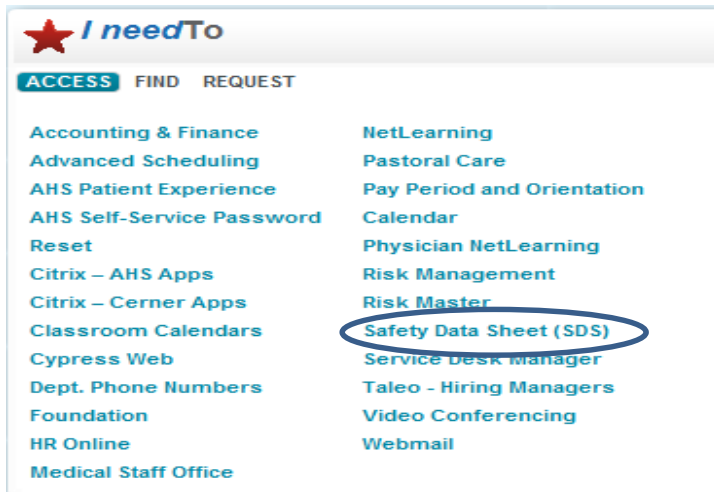 I needTo
ACCESS FIND REQUEST
Accounting & Finance
Advanced Scheduling
AHS Patient Experience
AHS Self-Service Password
Reset
Citrix – AHS Apps
Citrix – Cerner Apps
Classroom Calendars
Cypress Web
Dept. Phone Numbers
Foundation
HR Online
Medical Staff Office
NetLearning
Pastoral Care
Pay Period and Orientation
Calendar
Physician NetLearning
Risk Management
Risk Master
Safety Data Sheet (SDS)
Service Desk Manager
Taleo - Hiring Managers
Video Conferencing
Webmail